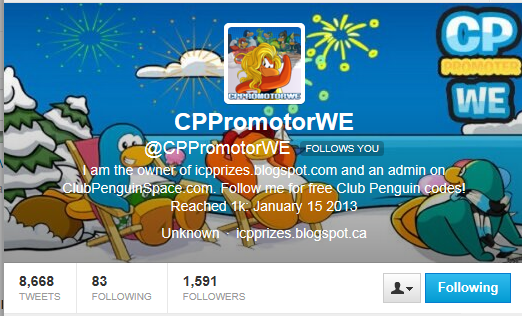 CP
PROMOTER
WE
CPPROMOTORWE
CPPromotorWE
@CPPromotorWE FOLLOWS YOU
I am the owner of icpprizes.blogspot.com and an admin on
ClubPenguinSpace.com. Follow me for free Club Penguin codes!
Reached 1k: January 15 2013
Unknown · icpprizes.blogspot.ca
8,668 83 1,591
TWEETS FOLLOWING FOLLOWERS
Following